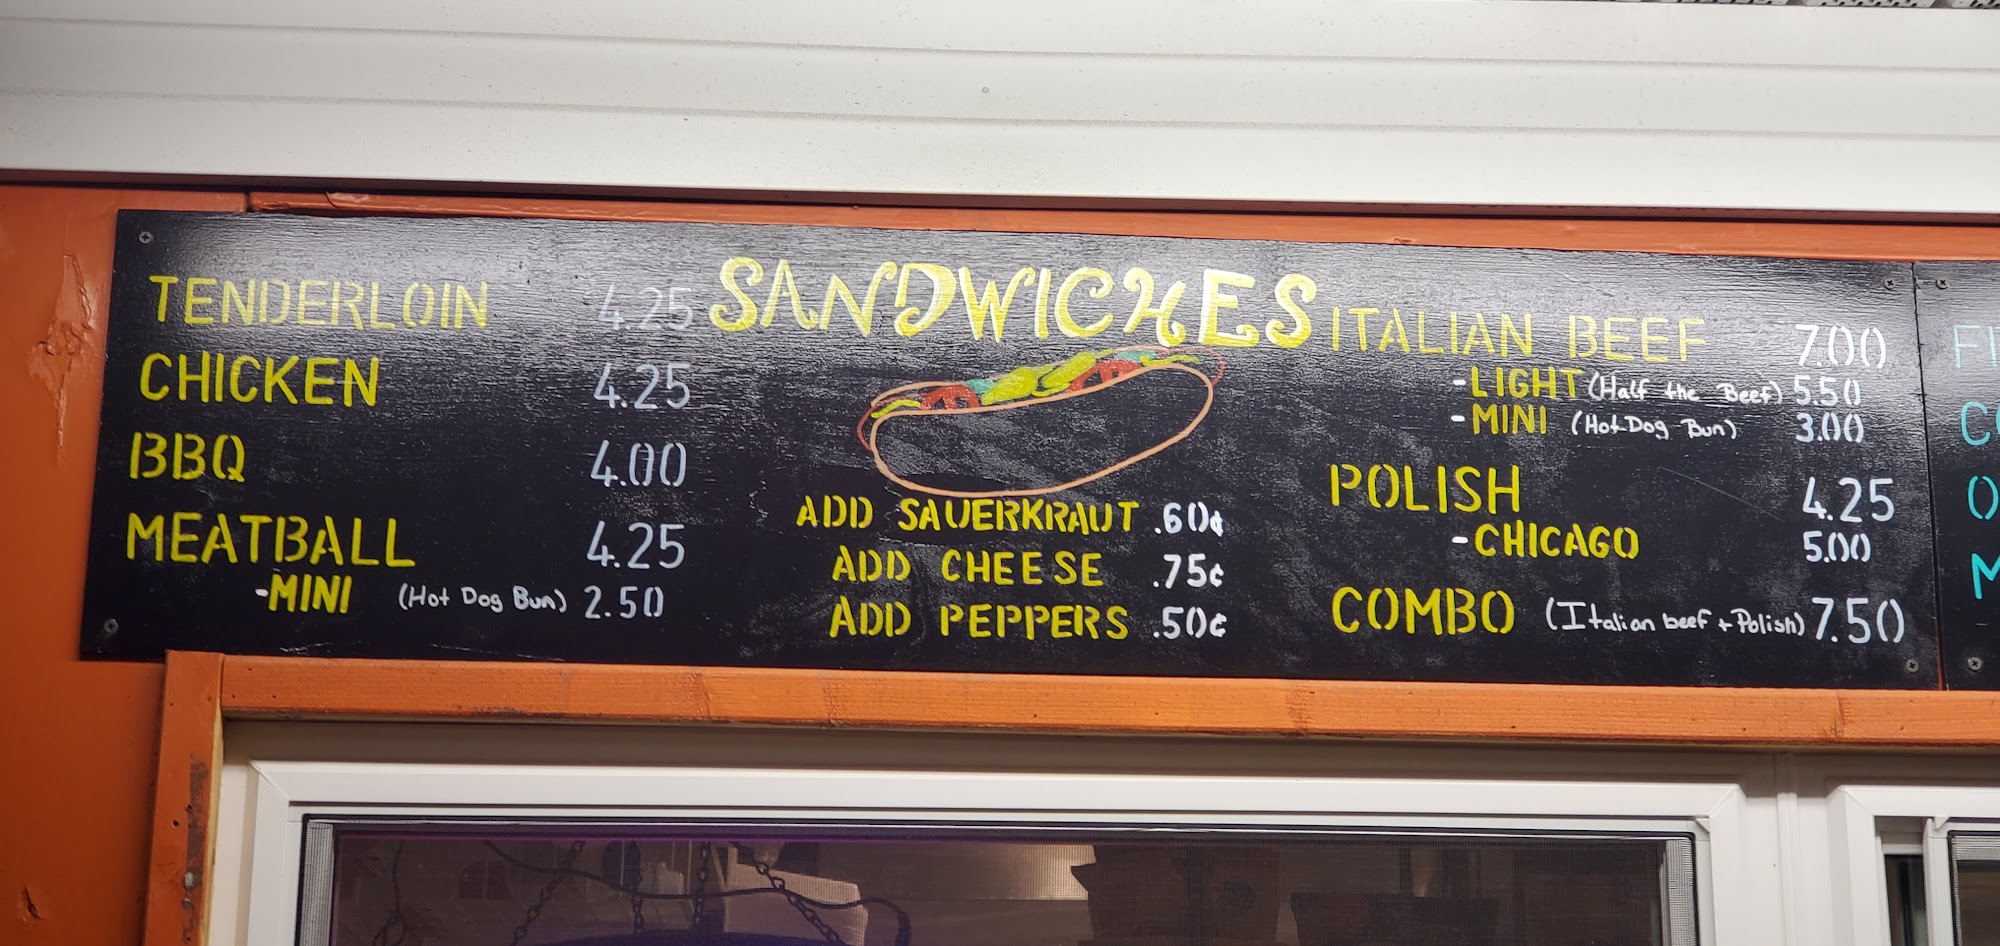 SANDWICHES
TENDERLOIN 4.25
CHICKEN 4.25
BBQ 4.00
MEATBALL 4.25
-MINI (Hot Dog Bun) 2.50
ADD SAUERKRAUT .60¢
ADD CHEESE .75¢
ADD PEPPERS .50¢
ITALIAN BEEF 7.00
-LIGHT (Half the Beef) 5.50
-MINI (Hot Dog Bun) 3.00
POLISH 4.25
-CHICAGO 5.00
COMBO (Italian beef + Polish) 7.50